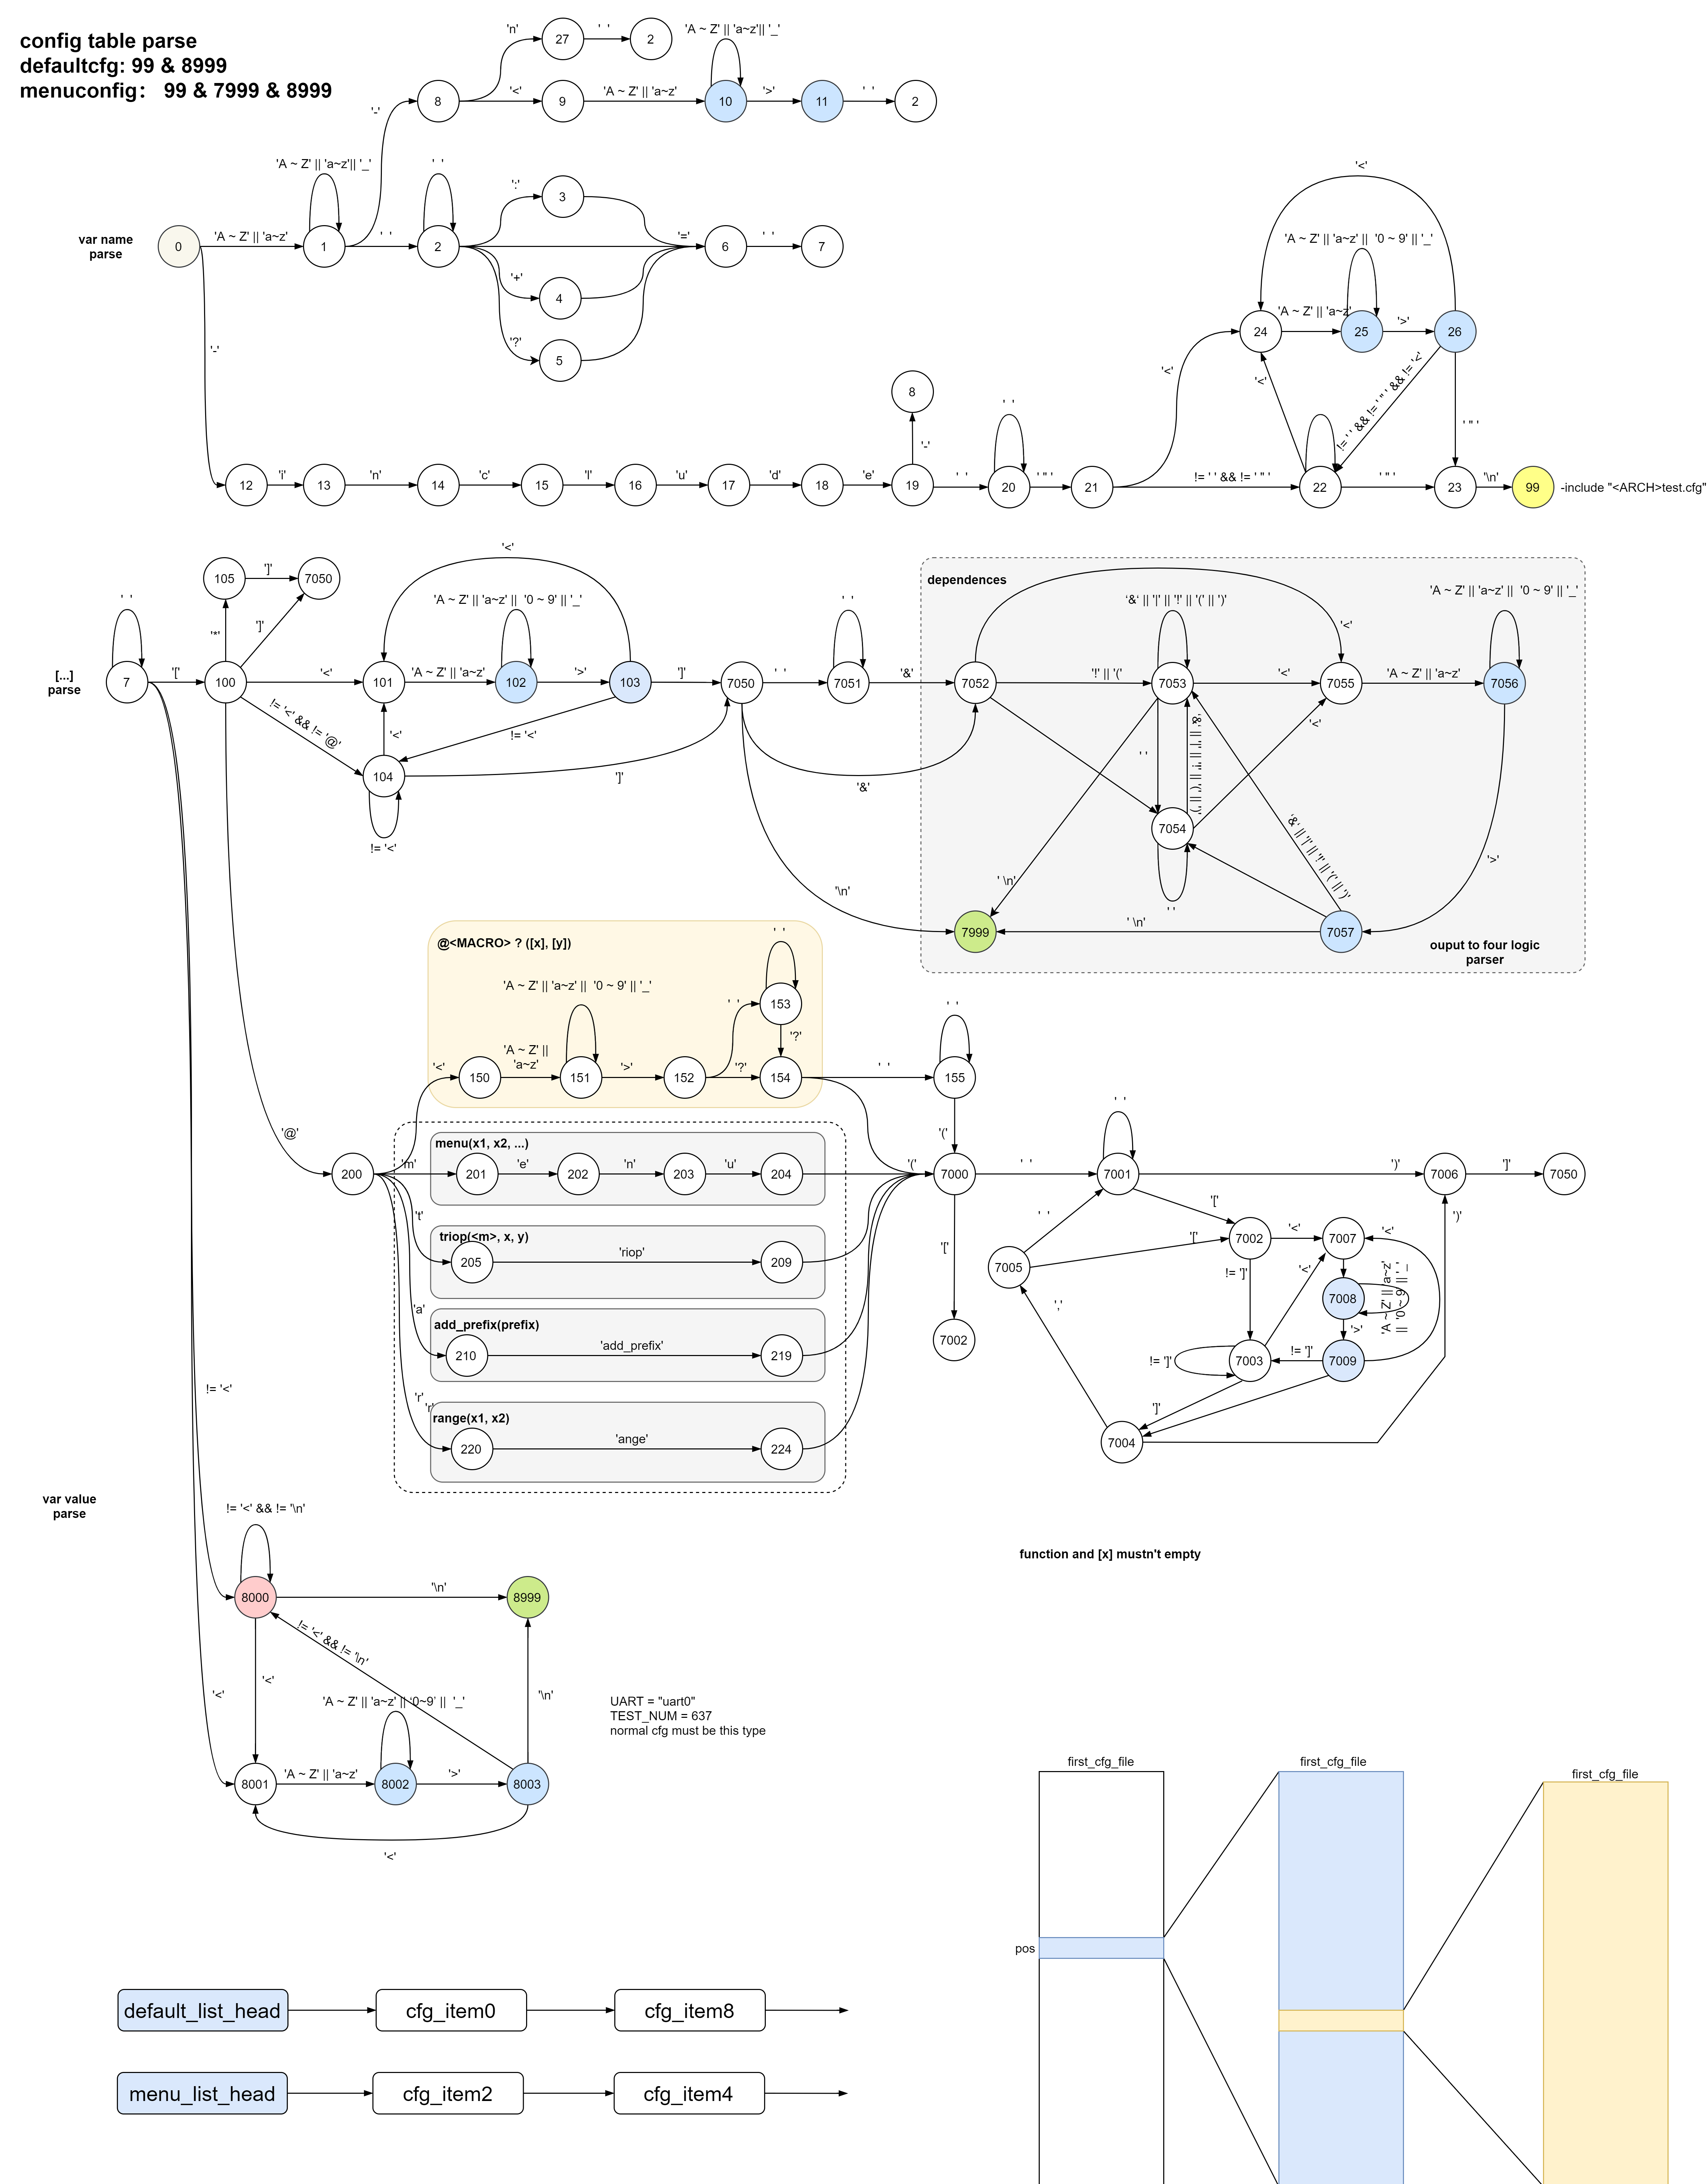 config table parse
defaultcfg: 99 & 8999
menuconfig： 99 & 7999 & 8999
'n'
27
' '
2
'A ~ Z' || 'a~z'|| '_'
'-'
8
'<'
9
'A ~ Z' || 'a~z'
10
'>'
11
' '
2
'A ~ Z' || 'a~z'|| '_'
' '
':'
3
var name
parse
0
'A ~ Z' || 'a~z'
1
' '
2
'='
6
' '
7
'+'
4
'?'
5
'-'
'<'
'A ~ Z' || 'a~z' || '0 ~ 9' || '_'
24
'A ~ Z' || 'a~z'
25
'>'
26
'<'
'<'
!= ' ' && != ' " ' && != '<'
' " '
8
'-'
' '
12
'i'
13
'n'
14
'c'
15
'l'
16
'u'
17
'd'
18
'e'
19
' '
20
' " '
21
!= ' ' && != ' " '
22
' " '
23
'\n'
99
-include "<ARCH>test.cfg"
105
']'
7050
'<'
dependences
' '
'*'
']'
'A ~ Z' || 'a~z' || '0 ~ 9' || '_'
' '
'&' || '|' || '!' || '(' || ')'
'<'
'A ~ Z' || 'a~z' || '0 ~ 9' || '_'
[...]
parse
7
'['
100
'<'
101
'A ~ Z' || 'a~z'
102
'>'
103
']'
7050
' '
7051
'&'
7052
'!' || '('
7053
'<'
7055
'A ~ Z' || 'a~z'
7056
!= '<' && != '@'
'<'
!= '<'
104
']'
!= '<'
'&'
' '
'&' || '|' || '!' || '(' || ')'
'<'
7054
' '
'&' || '|' || '!' || '(' || ')'
'>'
'\n'
' \n'
7999
' \n'
7057
ouput to four logic
parser
@<MACRO> ? ([x], [y])
' '
'A ~ Z' || 'a~z' || '0 ~ 9' || '_'
' '
153
'?'
'<'
150
'A ~ Z' ||
'a~z'
151
'>'
152
'?'
154
' '
' '
155
'('
'@'
200
menu(x1, x2, ...)
'm'
201
'e'
202
'n'
203
'u'
204
'('
7000
' '
' '
7001
')'
7006
']'
7050
't'
triop(<m>, x, y)
205
'riop'
209
'['
7002
' '
7005
'['
'['
7002
'<'
7007
'<'
')'
!= ']'
'<'
7008
'A ~ Z' || 'a~z'
|| '0 ~ 9' || '_'
'>'
','
!= ']'
7003
!= ']'
7009
']'
7004
'a'
add_prefix(prefix)
210
'add_prefix'
219
'r'
'r'
range(x1, x2)
220
'ange'
224
!= '<'
var value
parse
!= '<' && != '\n'
function and [x] mustn't empty
8000
'\n'
8999
!= '<' && != '\n'
'<'
'<'
'A ~ Z' || 'a~z' || '0~9' || '_'
'\n'
8001
'A ~ Z' || 'a~z'
8002
'>'
8003
'<'
UART = "uart0"
TEST_NUM = 637
normal cfg must be this type
first_cfg_file
first_cfg_file
first_cfg_file
pos
default_list_head
cfg_item0
cfg_item8
menu_list_head
cfg_item2
cfg_item4